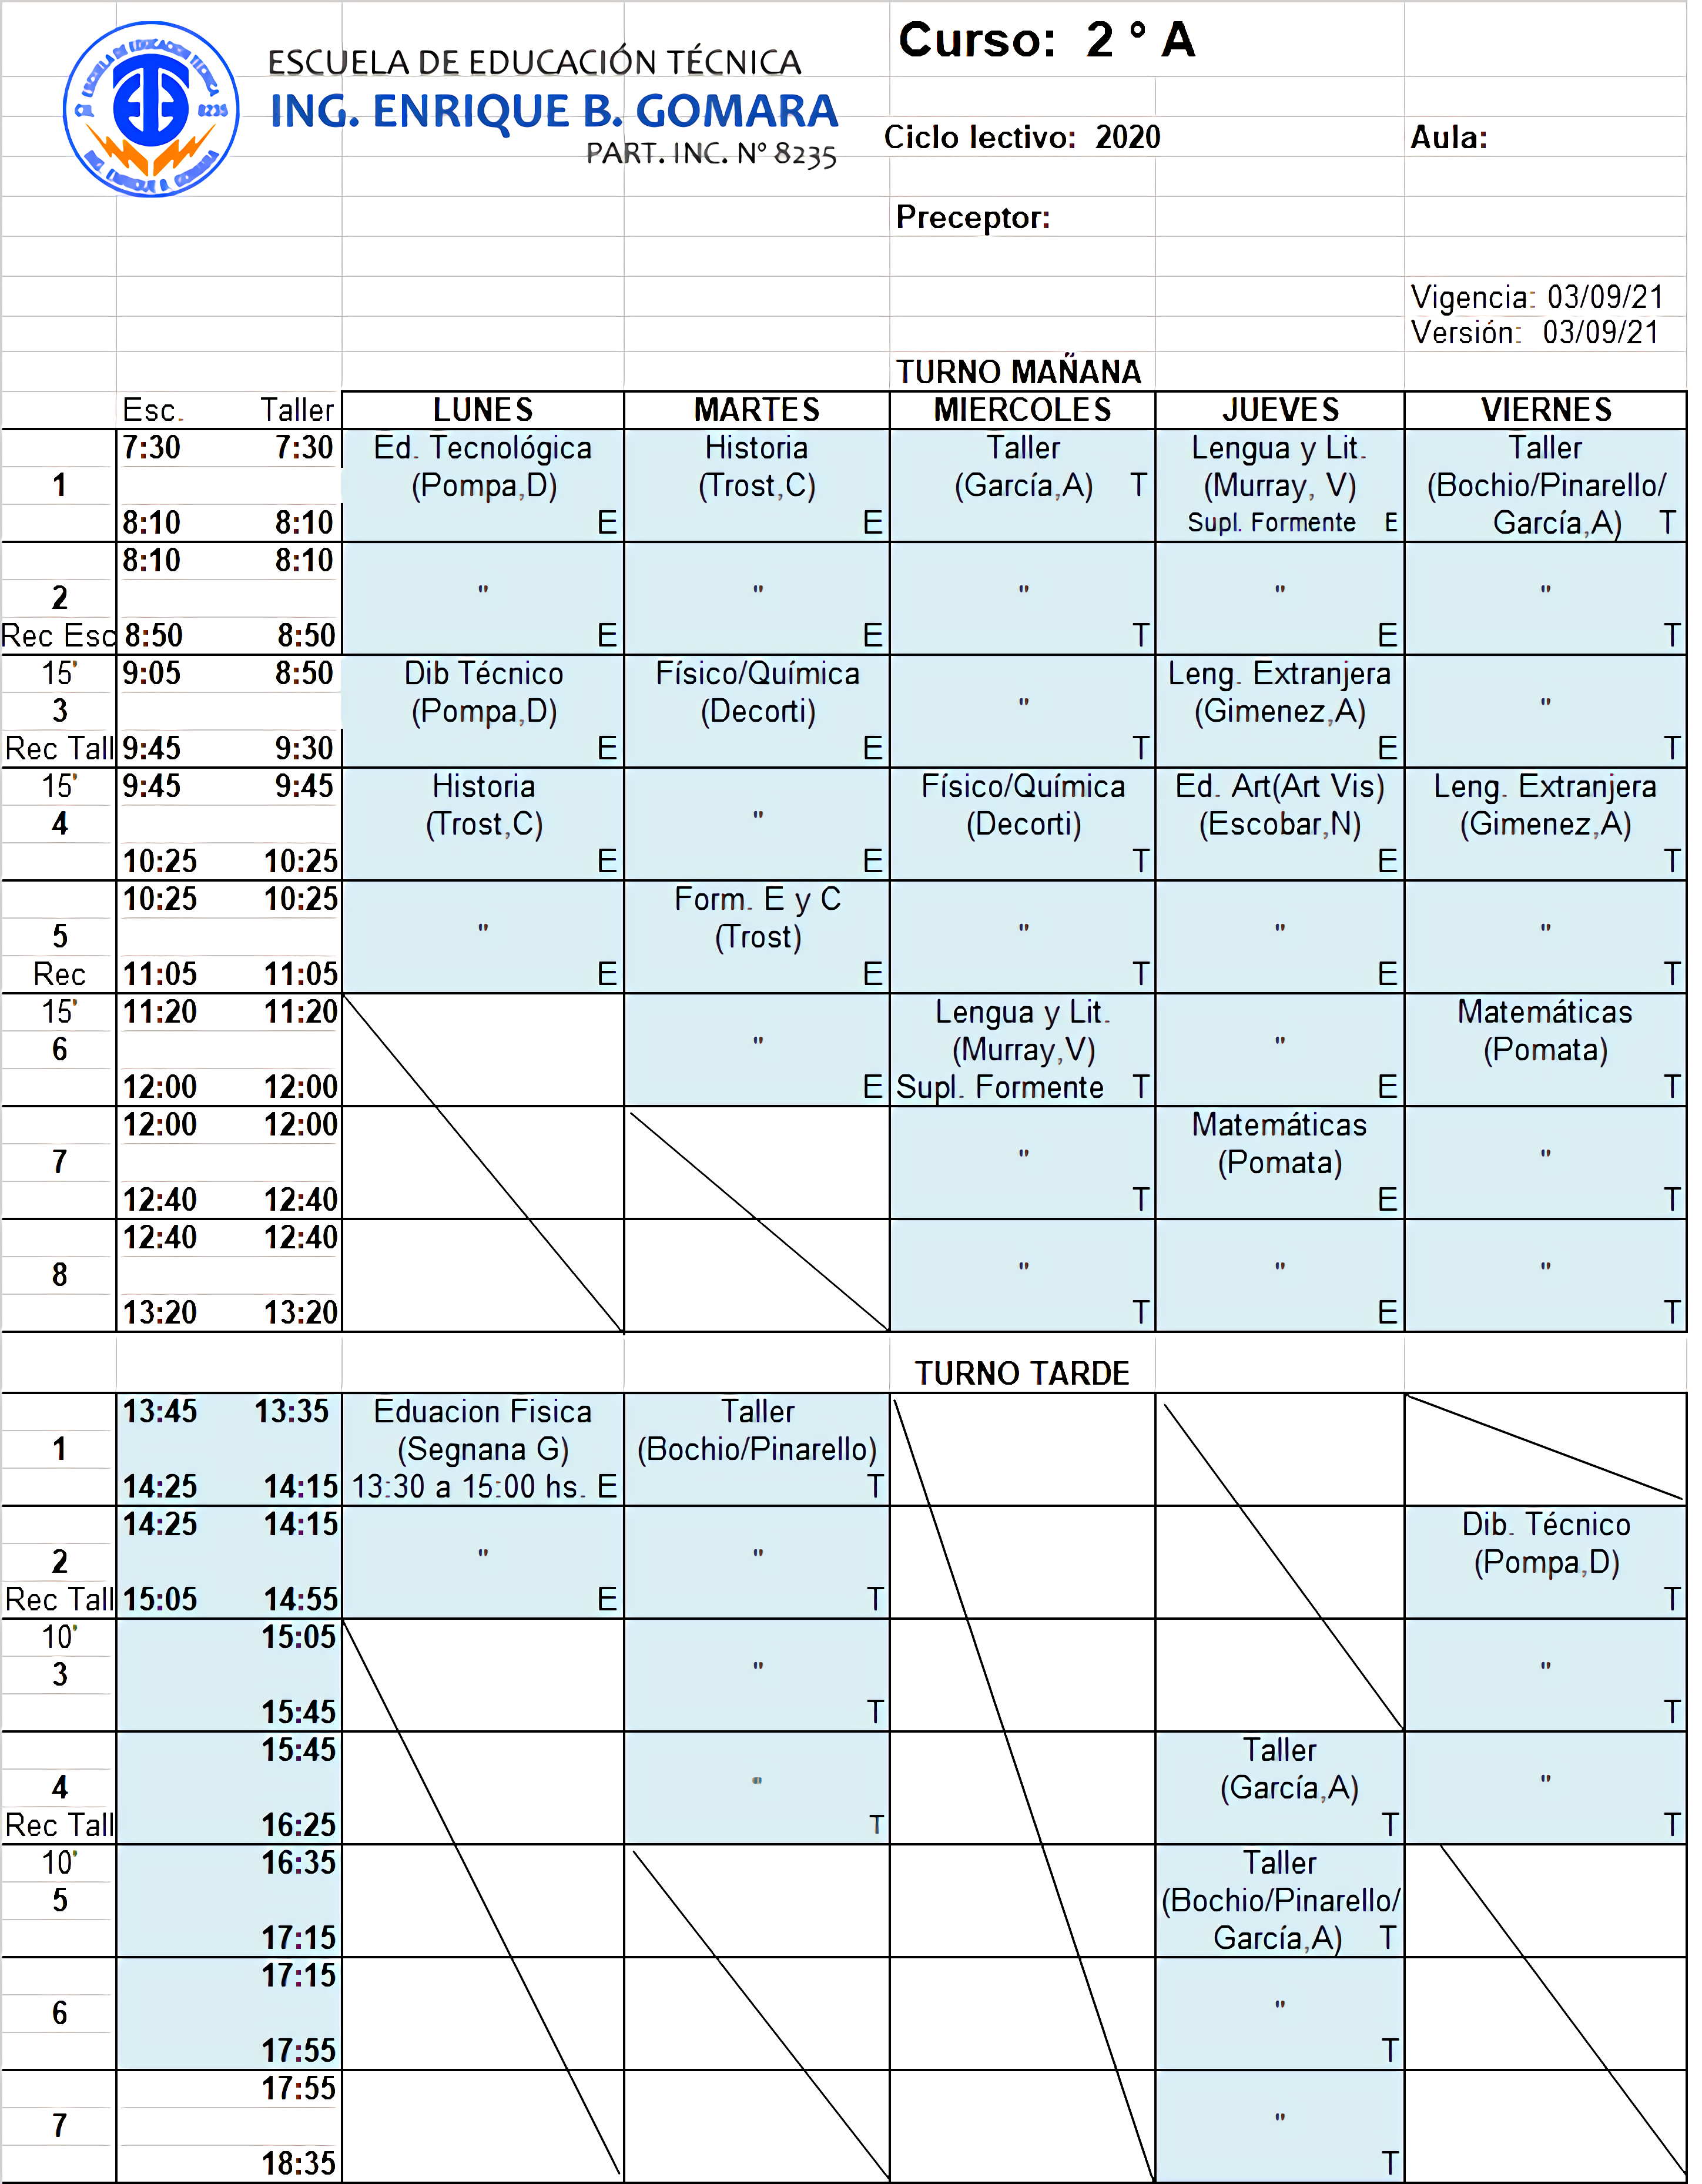 ESCUELA DE EDUCACIÓN TÉCNICA
ING. ENRIQUE B. GOMARA
PART. INC. Nº 8235
ESCUELA DE EDUCACION TECNICA
8235
ING. ENRIQUE B. GOMARA
Curso: 2 ° A
Ciclo lectivo: 2020 Aula:
Preceptor:
Vigencia: 03/09/21
Versión: 03/09/21
TURNO MAÑANA
Esc. Taller LUNES MARTES MIERCOLES JUEVES VIERNES
7:30 7:30 Ed. Tecnológica Historia Taller Lengua y Lit. Taller
1 (Pompa,D) (Trost,C) (García,A) T (Murray, V) (Bochio/Pinarello/
8:10 8:10 E E Supl. Formente E García,A) T
8:10 8:10
2 " " " " "
Rec Esc 8:50 8:50 E E T E T
15' 9:05 8:50 Dib Técnico Físico/Química Leng. Extranjera
3 (Pompa,D) (Decorti) " (Gimenez,A) "
Rec Tall 9:45 9:30 E E T E T
15' 9:45 9:45 Historia Físico/Química Ed. Art(Art Vis) Leng. Extranjera
4 (Trost,C) " (Decorti) (Escobar,N) (Gimenez,A)
10:25 10:25 E E T E T
10:25 10:25 Form. E y C
5 " (Trost) " " "
Rec 11:05 11:05 E E T E T
15' 11:20 11:20 Lengua y Lit. Matemáticas
6 " (Murray,V) " (Pomata)
12:00 12:00 E Supl. Formente T E T
12:00 12:00 Matemáticas
7 " (Pomata) "
12:40 12:40 T E T
12:40 12:40
8 " " "
13:20 13:20 T E T
TURNO TARDE
13:45 13:35 Eduacion Fisica Taller
1 (Segnana G) (Bochio/Pinarello)
14:25 14:15 13:30 a 15:00 hs. E T
14:25 14:15 Dib. Técnico
2 " " (Pompa,D)
Rec Tall 15:05 14:55 E T T
10' 15:05
3 " "
15:45 T T
15:45 Taller
4 " (García,A) "
Rec Tall 16:25 T T T
10' 16:35 Taller
5 (Bochio/Pinarello/
17:15 García,A) T
17:15
6 "
17:55 T
17:55
7 "
18:35 T